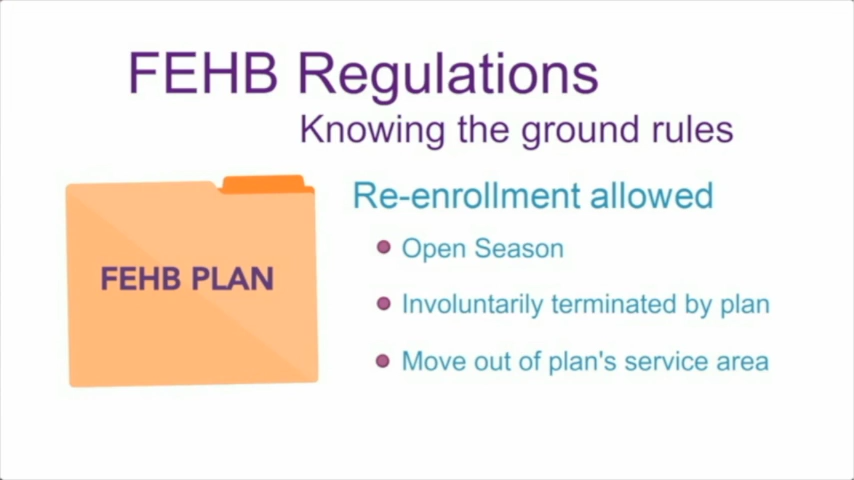 FEHB Regulations
Knowing the ground rules
FEHB PLAN
Re-enrollment allowed
Open Season
Involuntarily terminated by plan
Move out of plan's service area